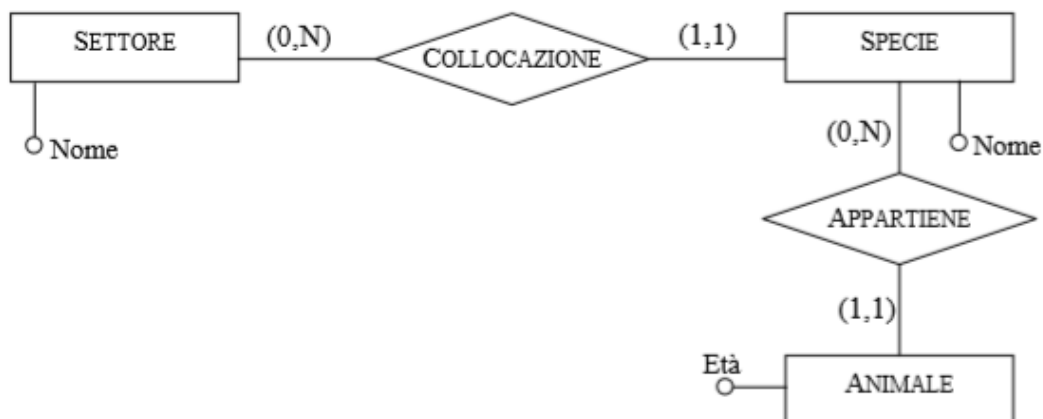 SETTORE
(0,N)
COLLOCAZIONE
(1,1)
SPECIE
Nome
(0,N)
Nome
APPARTIENE
(1,1)
Età
ANIMALE